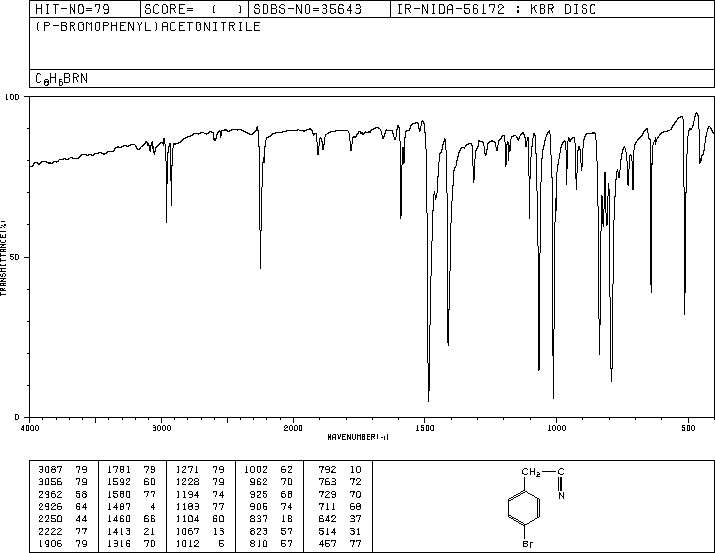 HIT-NO=79 SCORE= ( ) SDBS-NO=35643 IR-NIDA-56172 : KBR DISC
(P-BROMOPHENYL)ACETONITRILE
C8H6BRN
100
50
0
TRANSMITTANCE(%)
4000 3000 2000 1500 1000 500
WAVENUMBER(-1)
3087 79 1781 79 1271 79 1002 62 792 10
3056 79 1592 60 1228 79 962 70 763 72
2962 58 1580 77 1194 74 925 68 729 70
2926 64 1487 4 1183 77 906 74 711 68
2250 44 1460 66 1104 60 837 18 642 37
2222 77 1413 21 1067 13 823 57 514 31
1906 79 1316 70 1012 5 810 57 457 77
CH2 C
N
Br